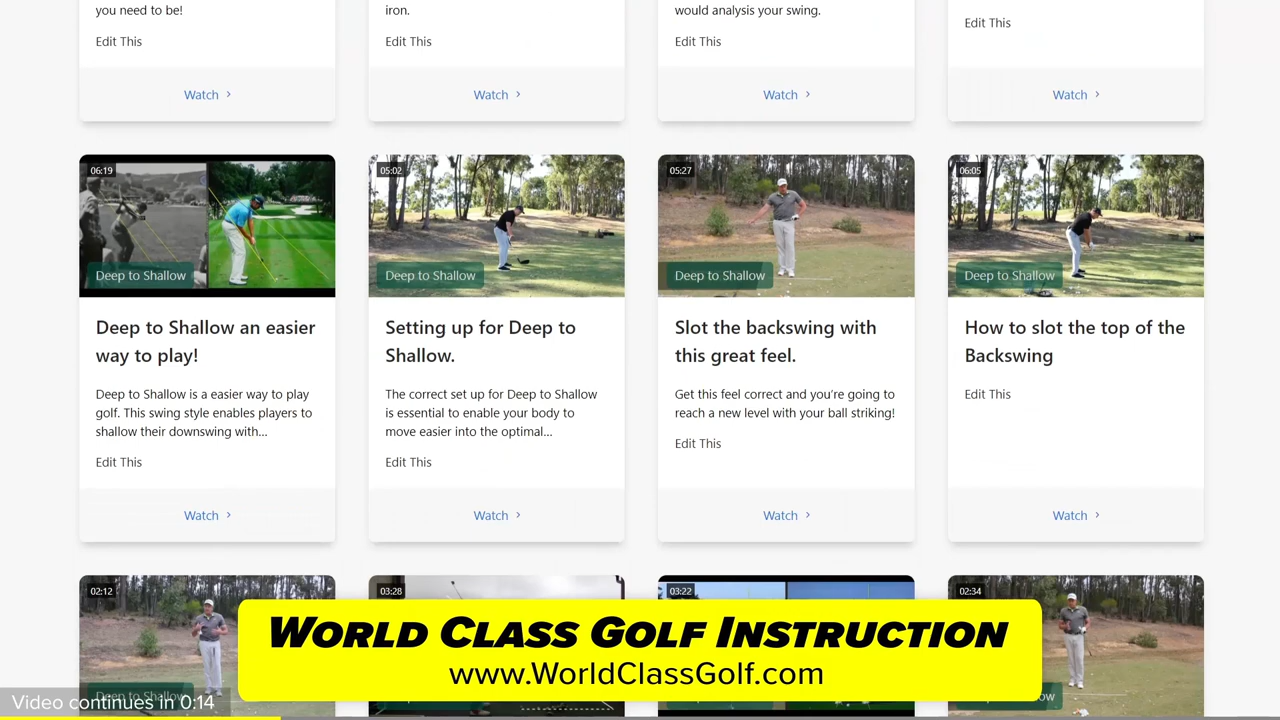 you need to be!
Edit This
Watch
iron.
Edit This
Watch
would analysis your swing.
Edit This
Watch
Edit This
Watch
06:19
Deep to Shallow
Deep to Shallow an easier
way to play!
Deep to Shallow is a easier way to play
golf. This swing style enables players to
shallow their downswing with...
Edit This
Watch
05:02
Deep to Shallow
Setting up for Deep to
Shallow.
The correct set up for Deep to Shallow
is essential to enable your body to
move easier into the optimal...
Edit This
Watch
05:27
Deep to Shallow
Slot the backswing with
this great feel.
Get this feel correct and you're going to
reach a new level with your ball striking!
Edit This
Watch
06:05
Deep to Shallow
How to slot the top of the
Backswing
Edit This
Watch
02:12
Deep to Shallow
03:28
03:22
02:34
World Class Golf Instruction
www.WorldClassGolf.com
Video continues in 0:14